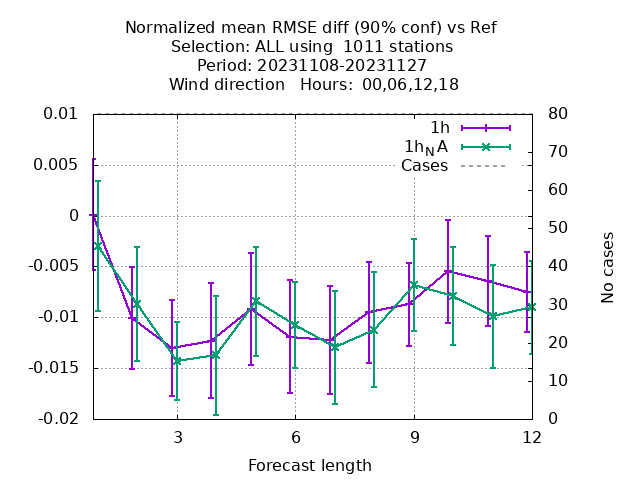 Normalized mean RMSE diff (90% conf) vs Ref
Selection: ALL using  1011 stations
Period: 20231108-20231127
Wind direction   Hours:  00,06,12,18
0.01
0.005
0
-0.005
-0.01
-0.015
-0.02
80
70
60
50
40
30
20
10
0
1h
1h_NA
Cases
No cases
3
6
9
12
Forecast length